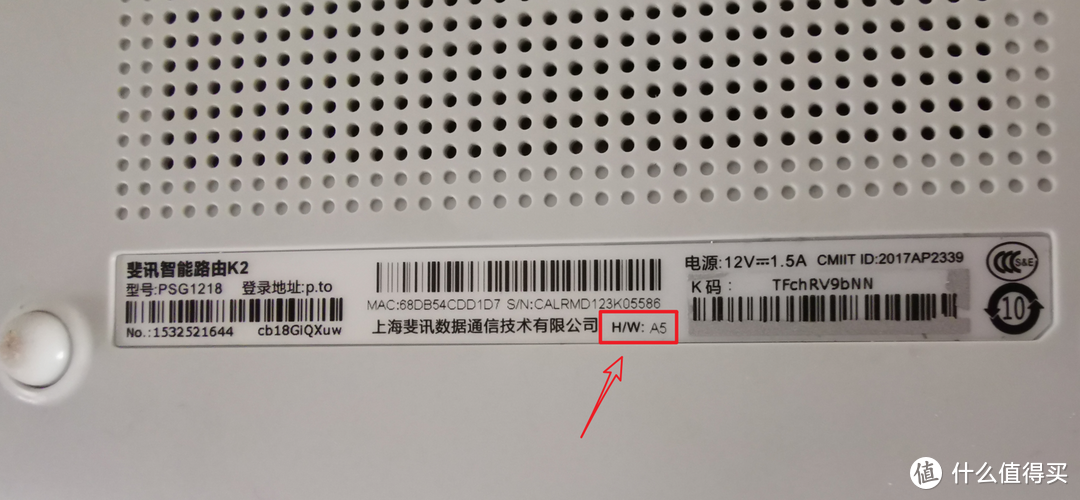 斐讯智能路由K2
型号:PSG1218 登录地址:p.to
No.:1532521644 cb18GiQXuw
MAC:68DB54CDD1D7 S/N:CALRMD123K05586
上海斐讯数据通信技术有限公司 H/W: A5
电源:12V⎓1.5A CMIIT ID:2017AP2339
K码: TFchRV9bNN
CCC S&E
10
值 什么值得买